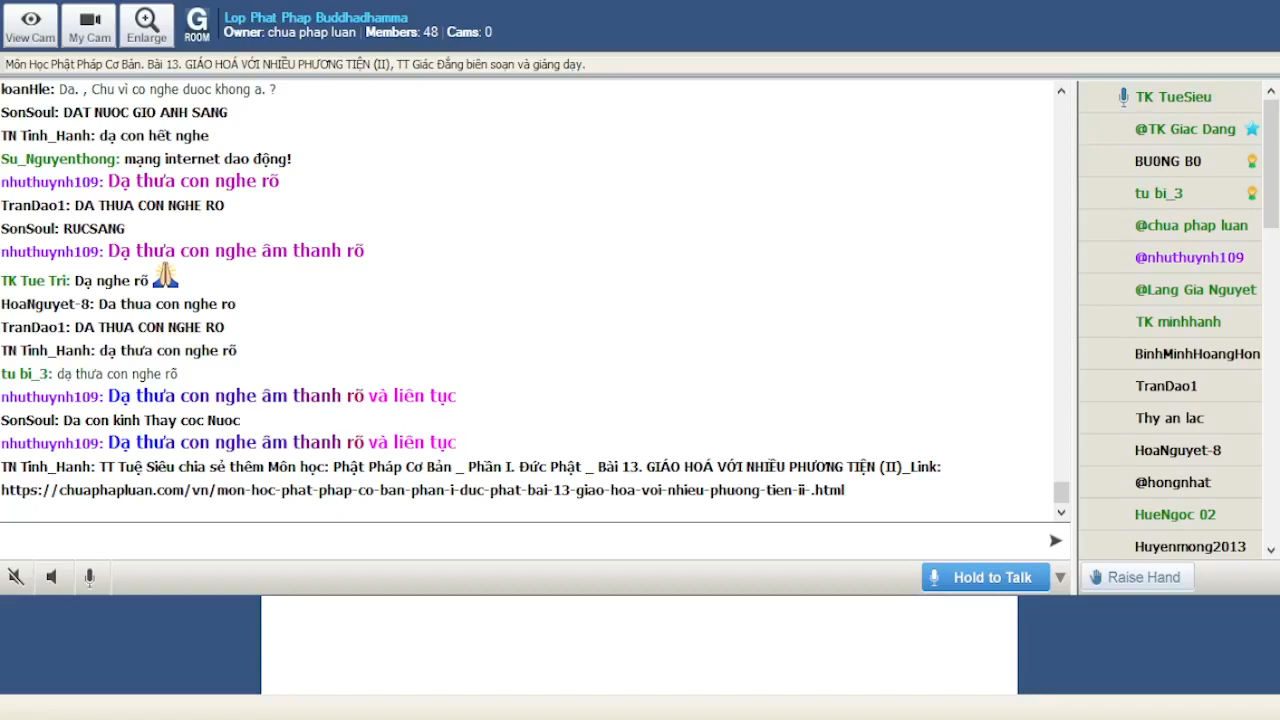 View Cam
My Cam
Enlarge
G
ROOM
Lop Phat Phap Buddhadhamma
Owner: chua phap luan | Members: 48 | Cams: 0
Môn Học Phật Pháp Cơ Bản. Bài 13. GIÁO HOÁ VỚI NHIỀU PHƯƠNG TIỆN (II), TT Giác Đẳng biên soạn và giảng dạy.
loanHle: Da. , Chu vì co nghe duoc khong a. ?
SonSoul: DAT NUOC GIO ANH SANG
TN Tinh_Hanh: dạ con hết nghe
Su_Nguyenthong: mạng internet dao động!
nhuthuynh109: Dạ thưa con nghe rõ
TranDao1: DA THUA CON NGHE RO
SonSoul: RUCSANG
nhuthuynh109: Dạ thưa con nghe âm thanh rõ
TK Tue Tri: Dạ nghe rõ
HoaNguyet-8: Da thua con nghe ro
TranDao1: DA THUA CON NGHE RO
TN Tinh_Hanh: dạ thưa con nghe rõ
tu bi_3: dạ thưa con nghe rõ
nhuthuynh109: Dạ thưa con nghe âm thanh rõ và liên tục
SonSoul: Da con kinh Thay coc Nuoc
nhuthuynh109: Dạ thưa con nghe âm thanh rõ và liên tục
TN Tinh_Hanh: TT Tuệ Siêu chia sẻ thêm Môn học: Phật Pháp Cơ Bản _ Phần I. Đức Phật _ Bài 13. GIÁO HOÁ VỚI NHIỀU PHƯƠNG TIỆN (II)_Link:
https://chuaphapluan.com/vn/mon-hoc-phat-phap-co-ban-phan-i-duc-phat-bai-13-giao-hoa-voi-nhieu-phuong-tien-ii-.html
TK TueSieu
@TK Giac Dang
BU0NG B0
tu bi_3
@chua phap luan
@nhuthuynh109
@Lang Gia Nguyet
TK minhhanh
BinhMinhHoangHon
TranDao1
Thy an lac
HoaNguyet-8
@hongnhat
HueNgoc 02
Huyenmong2013
Hold to Talk
Raise Hand